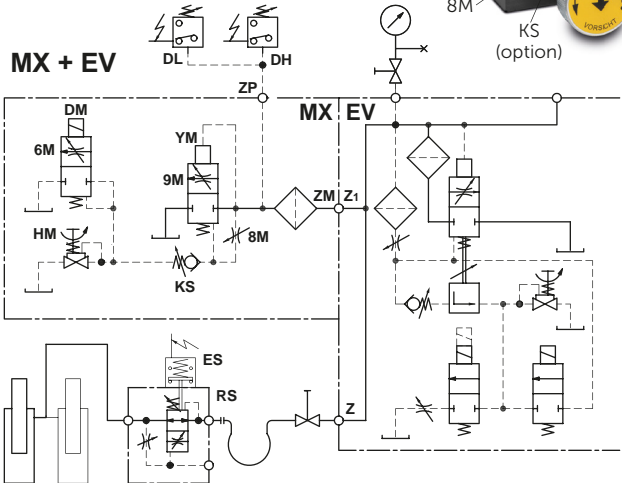 8M
KS
(option)
VORSICHT
DL
DH
MX + EV
ZP
MX
EV
DM
YM
6M
9M
ZM
Z1
HM
8M
KS
ES
RS
Z